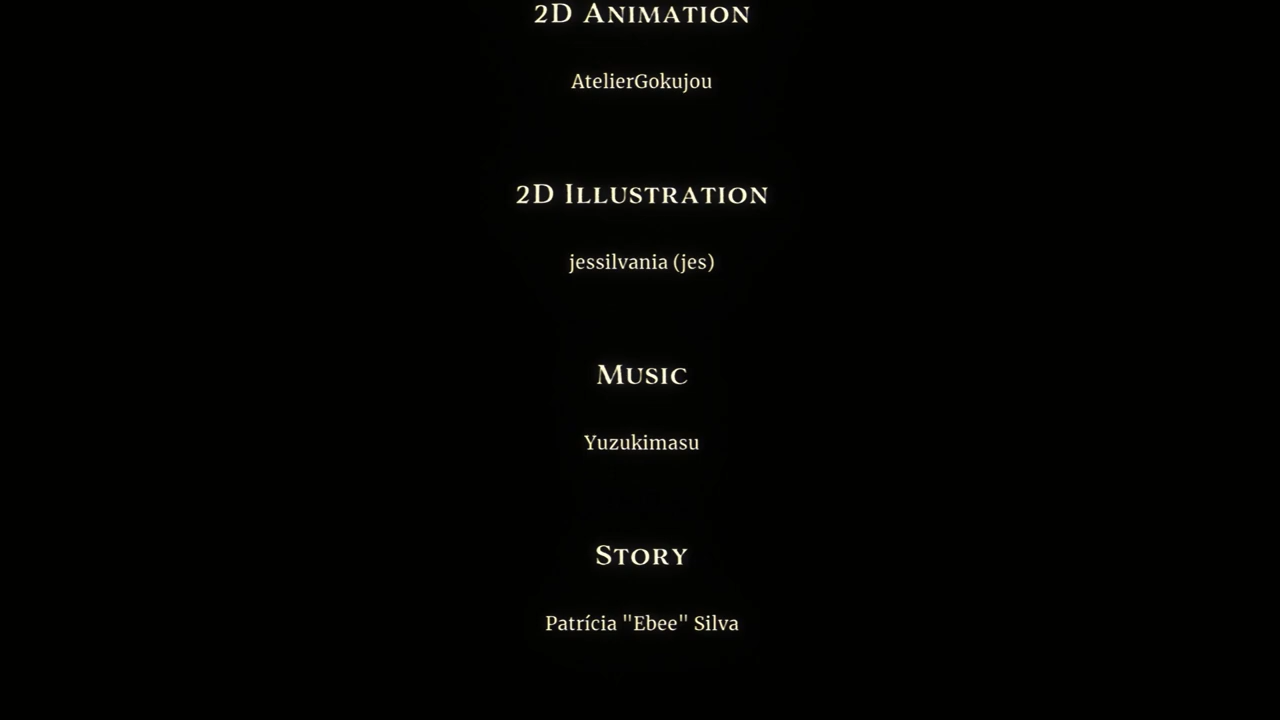 2D Animation
AtelierGokujou
2D Illustration
jessilvania (jes)
Music
Yuzukimasu
Story
Patrícia "Ebee" Silva